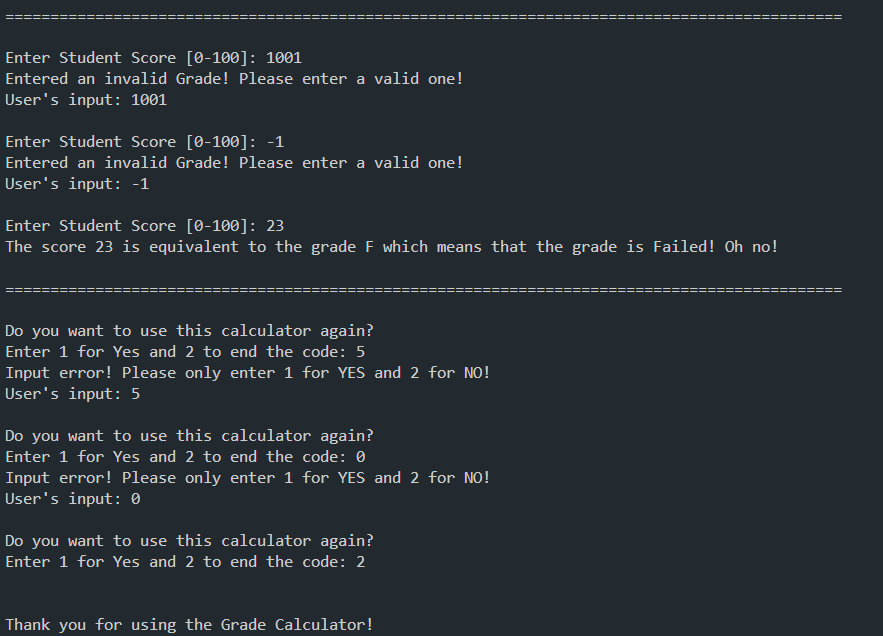 =============================================================================================
Enter Student Score [0-100]: 1001
Entered an invalid Grade! Please enter a valid one!
User's input: 1001
Enter Student Score [0-100]: -1
Entered an invalid Grade! Please enter a valid one!
User's input: -1
Enter Student Score [0-100]: 23
The score 23 is equivalent to the grade F which means that the grade is Failed! Oh no!
=============================================================================================
Do you want to use this calculator again?
Enter 1 for Yes and 2 to end the code: 5
Input error! Please only enter 1 for YES and 2 for NO!
User's input: 5
Do you want to use this calculator again?
Enter 1 for Yes and 2 to end the code: 0
Input error! Please only enter 1 for YES and 2 for NO!
User's input: 0
Do you want to use this calculator again?
Enter 1 for Yes and 2 to end the code: 2
Thank you for using the Grade Calculator!